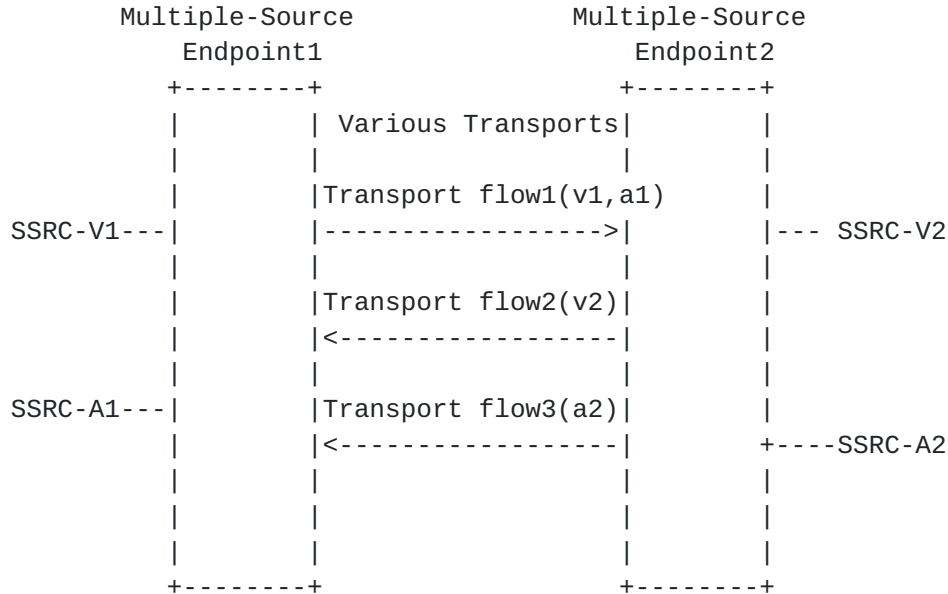 Multiple-Source Multiple-Source
Endpoint1 Endpoint2
+--------+ +--------+
| | Various Transports| |
| | | |
| |Transport flow1(v1,a1) |
SSRC-V1---| |------------------>| |--- SSRC-V2
| | | |
| |Transport flow2(v2)| |
| |<------------------| |
| | | |
SSRC-A1---| |Transport flow3(a2)| |
| |<------------------| +----SSRC-A2
| | | |
| | | |
| | | |
+--------+ +--------+